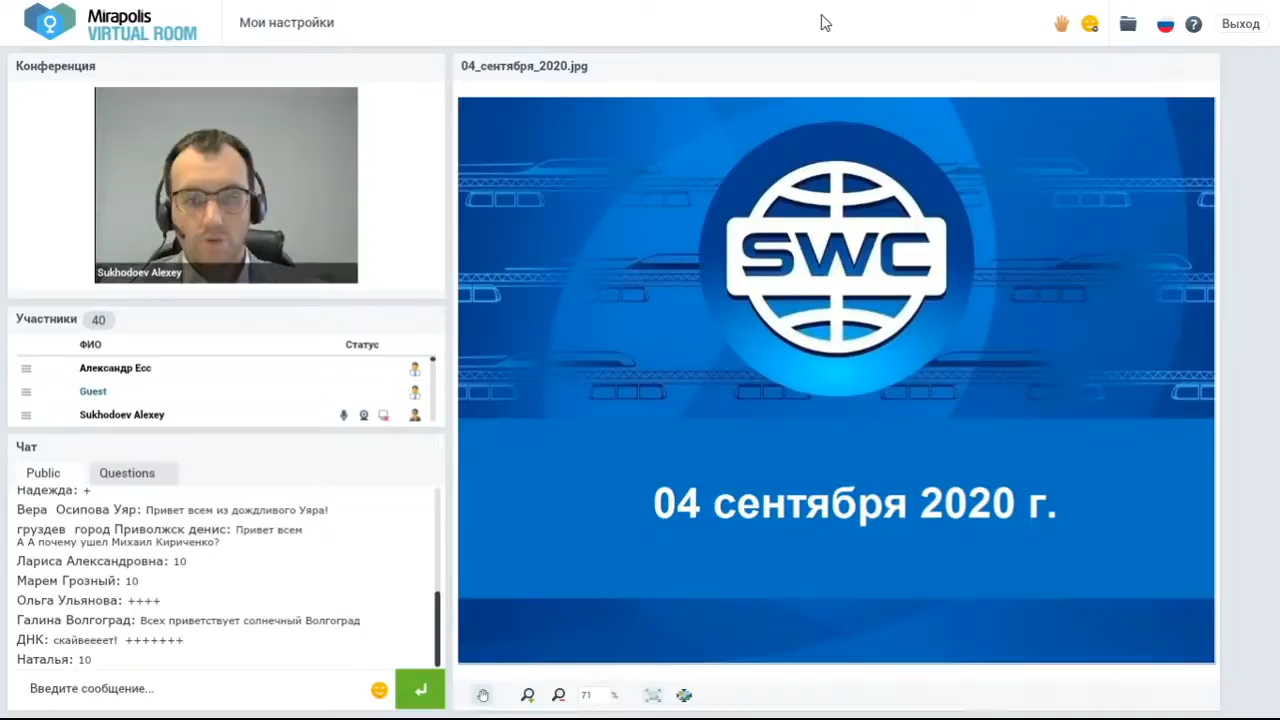 Mirapolis
VIRTUAL ROOM
Мои настройки
Выход
Конференция
Sukhodoev Alexey
Участники 40
ФИО Статус
Александр Есс
Guest
Sukhodoev Alexey
Чат
Public Questions
Надежда: +
Вера Осипова Уяр: Привет всем из дождливого Уяра!
груздев город Приволжск денис: Привет всем
А А почему ушел Михаил Кириченко?
Лариса Александровна: 10
Марем Грозный: 10
Ольга Ульянова: ++++
Галина Волгоград: Всех приветствует солнечный Волгоград
ДНК: скайвеееет! +++++++
Наталья: 10
Введите сообщение...
04_сентября_2020.jpg
SWC
04 сентября 2020 г.
71 %